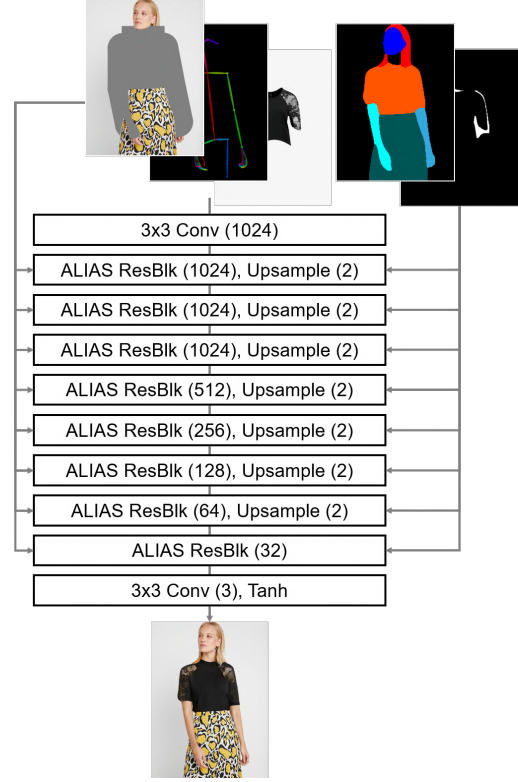 3x3 Conv (1024)
ALIAS ResBlk (1024), Upsample (2)
ALIAS ResBlk (1024), Upsample (2)
ALIAS ResBlk (1024), Upsample (2)
ALIAS ResBlk (512), Upsample (2)
ALIAS ResBlk (256), Upsample (2)
ALIAS ResBlk (128), Upsample (2)
ALIAS ResBlk (64), Upsample (2)
ALIAS ResBlk (32)
3x3 Conv (3), Tanh